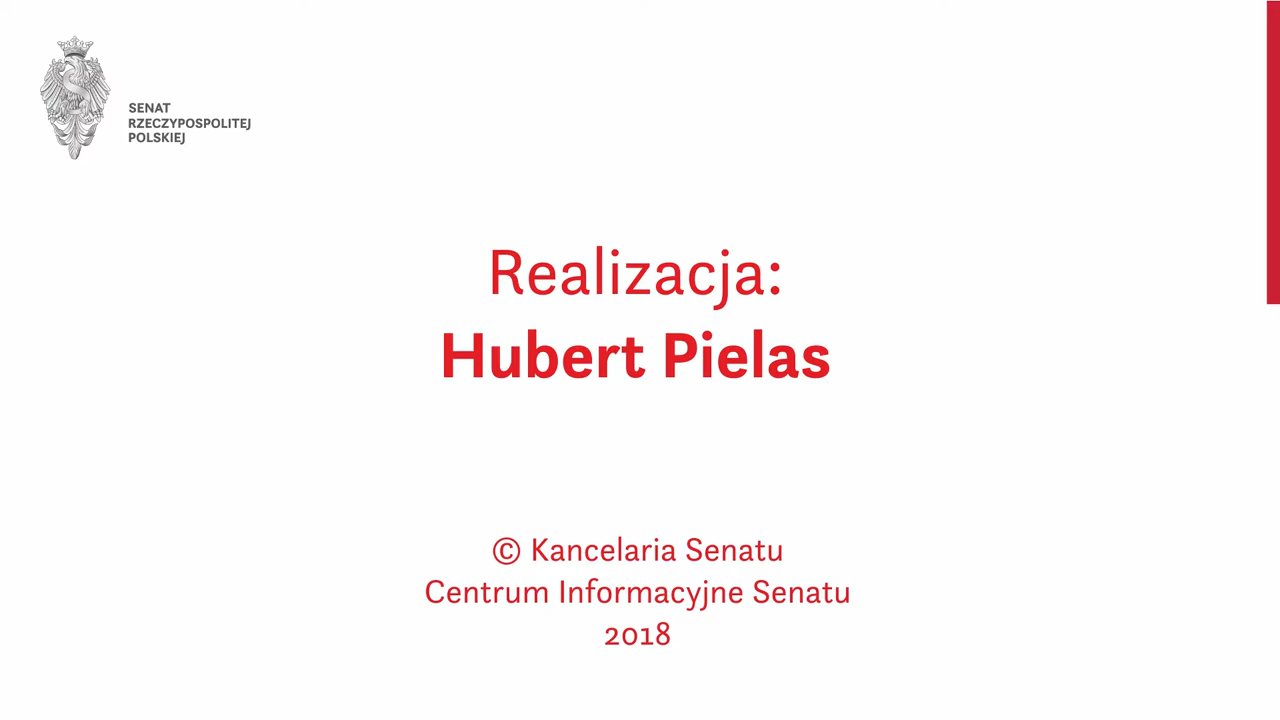 SENAT
RZECZYPOSPOLITEJ
POLSKIEJ
Realizacja:
Hubert Pielas
© Kancelaria Senatu
Centrum Informacyjne Senatu
2018